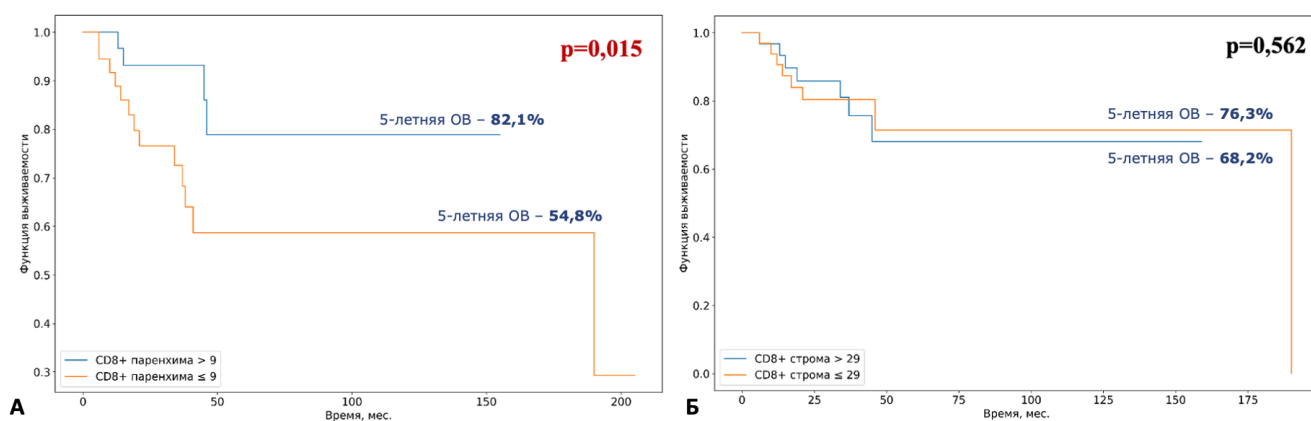 p=0,015
5-летняя ОВ – 82,1%
5-летняя ОВ – 54,8%
Функция выживаемости
1.0
0.9
0.8
0.7
0.6
0.5
0.4
0.3
CD8+ паренхима > 9
CD8+ паренхима ≤ 9
0
50
100
150
200
Время, мес.
А
p=0,562
5-летняя ОВ – 76,3%
5-летняя ОВ – 68,2%
Функция выживаемости
1.0
0.8
0.6
0.4
0.2
0.0
CD8+ строма > 29
CD8+ строма ≤ 29
0
25
50
75
100
125
150
175
Время, мес.
Б